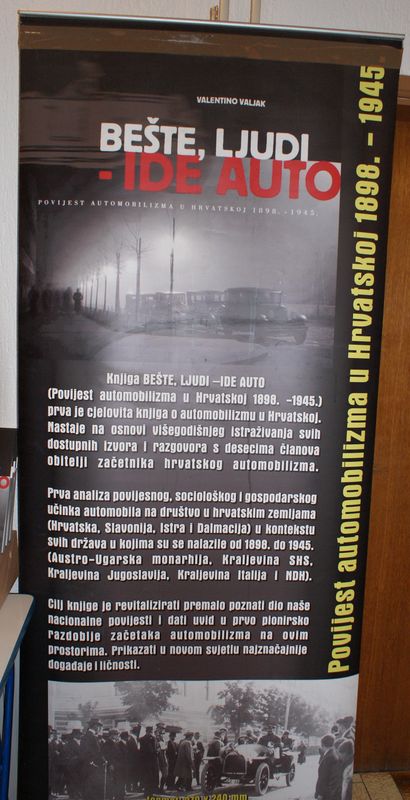 VALENTINO VALJAK
BEŠTE, LJUDI
- IDE AUTO
POVIJEST AUTOMOBILIZMA U HRVATSKOJ 1898. - 1945.
Povijest automobilizma u Hrvatskoj 1898. - 1945
Knjiga BEŠTE, LJUDI –IDE AUTO
(Povijest automobilizma u Hrvatskoj 1898. -1945.)
prva je cjelovita knjiga o automobilizmu u Hrvatskoj.
Nastaje na osnovi višegodišnjeg istraživanja svih
dostupnih izvora i razgovora s desecima članova
obitelji začetnika hrvatskog automobilizma.
Prva analiza povijesnog, sociološkog i gospodarskog
učinka automobila na društvo u hrvatskim zemljama
(Hrvatska, Slavonija, Istra i Dalmacija) u kontekstu
svih država u kojima su se nalazile od 1898. do 1945.
(Austro-Ugarska monarhija, Kraljevina SHS,
Kraljevina Jugoslavija, Kraljevina Italija i NDH).
Cilj knjige je revitalizirati premalo poznati dio naše
nacionalne povijesti i dati uvid u prvo pionirsko
razdoblje začetaka automobilizma na ovim
prostorima. Prikazati u novom svjetlu najznačajnije
događaje i ličnosti.